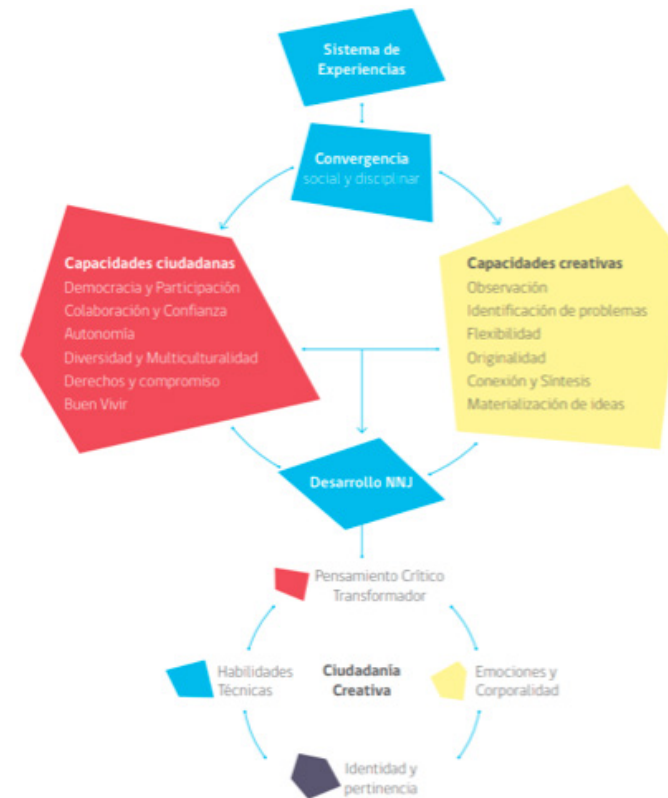 Sistema de
Experiencias
Convergencia
social y disciplinar
Capacidades ciudadanas
Democracia y Participación
Colaboración y Confianza
Autonomía
Diversidad y Multiculturalidad
Derechos y compromiso
Buen Vivir
Capacidades creativas
Observación
Identificación de problemas
Flexibilidad
Originalidad
Conexión y Síntesis
Materialización de ideas
Desarrollo NNJ
Pensamiento Crítico
Transformador
Habilidades
Técnicas
Ciudadanía
Creativa
Emociones y
Corporalidad
Identidad y
pertinencia